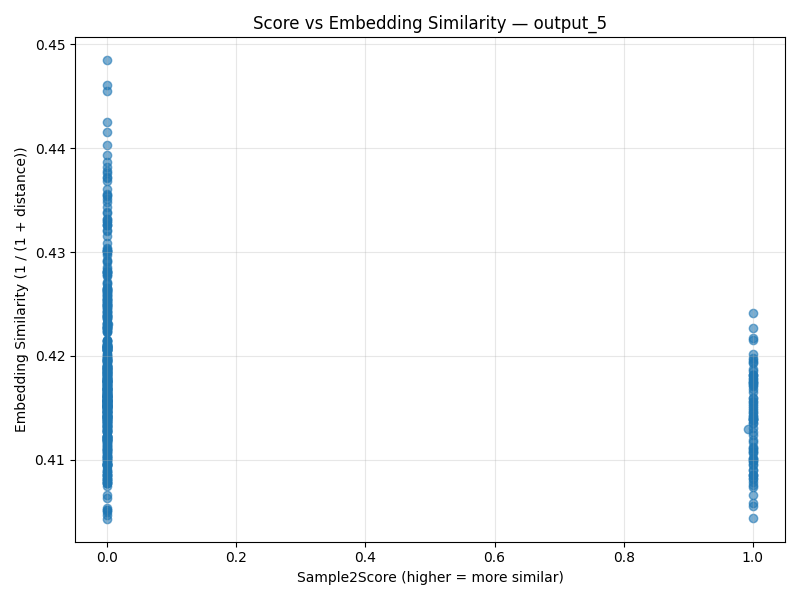 Score vs Embedding Similarity — output_5
Embedding Similarity (1 / (1 + distance))
0.45
0.44
0.43
0.42
0.41
0.0 0.2 0.4 0.6 0.8 1.0
Sample2Score (higher = more similar)